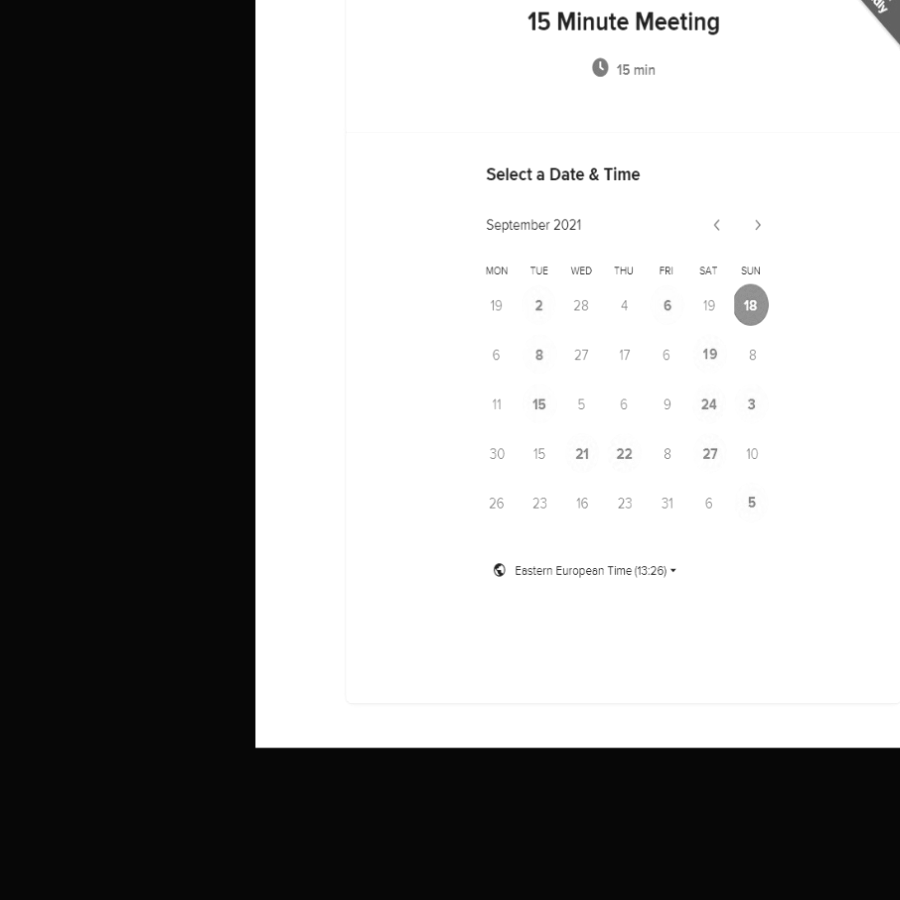 15 Minute Meeting
15 min
Select a Date & Time
September 2021
MON TUE WED THU FRI SAT SUN
19 2 28 4 6 19 18
6 8 27 17 6 19 8
11 15 5 6 9 24 3
30 15 21 22 8 27 10
26 23 16 23 31 6 5
Eastern European Time (13:26)